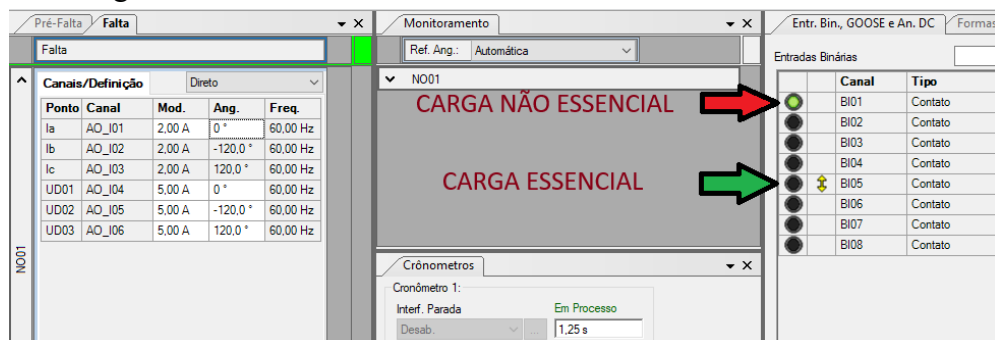 Pré-Falta Falta
Falta
Canais/Definição Direto
Ponto Canal Mod. Ang. Freq.
Ia AO_I01 2,00 A 0 ° 60,00 Hz
Ib AO_I02 2,00 A -120,0 ° 60,00 Hz
Ic AO_I03 2,00 A 120,0 ° 60,00 Hz
UD01 AO_I04 5,00 A 0 ° 60,00 Hz
UD02 AO_I05 5,00 A -120,0 ° 60,00 Hz
UD03 AO_I06 5,00 A 120,0 ° 60,00 Hz
NO01
Monitoramento
Ref. Ang.: Automática
NO01
CARGA NÃO ESSENCIAL
CARGA ESSENCIAL
Crônometros
Cronômetro 1:
Interf. Parada Em Processo
Desab. ... 1,25 s
Entr. Bin., GOOSE e An. DC Formas
Entradas Binárias
Canal Tipo
BI01 Contato
BI02 Contato
BI03 Contato
BI04 Contato
BI05 Contato
BI06 Contato
BI07 Contato
BI08 Contato